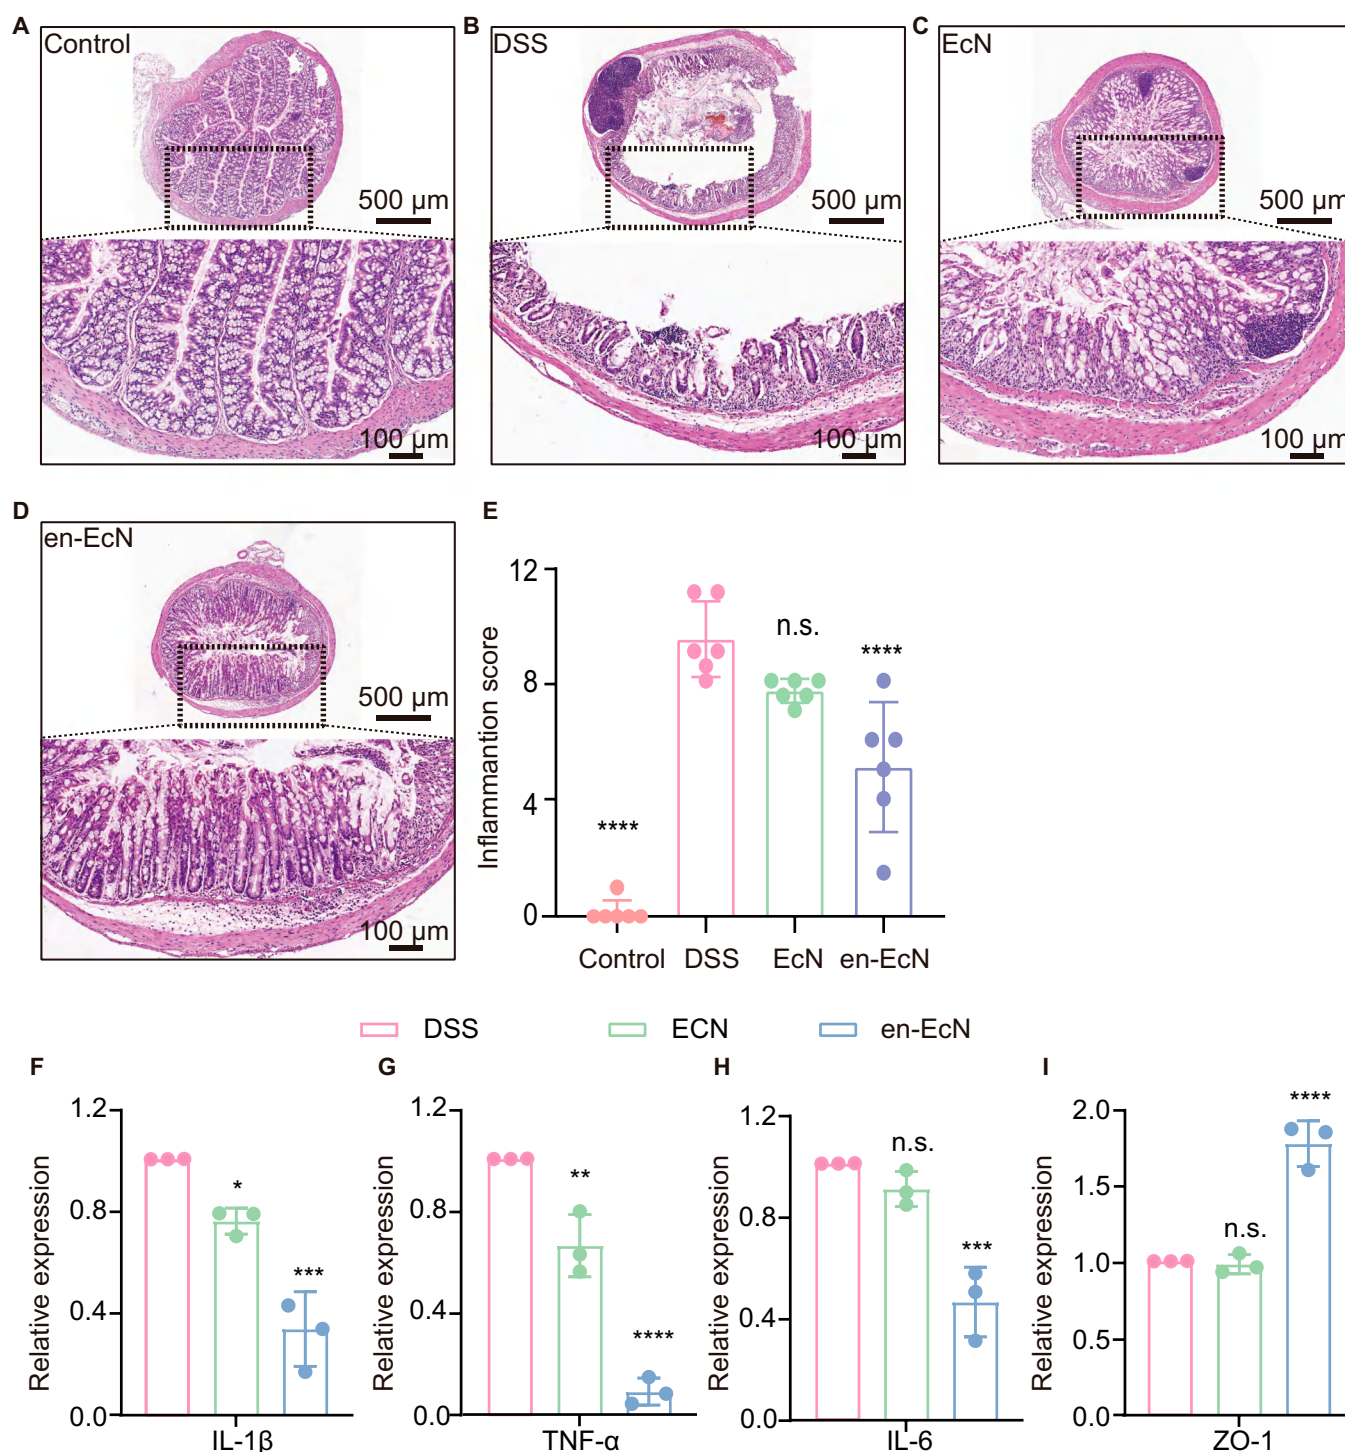 A
Control
500 µm
100 µm
B
DSS
500 µm
100 µm
C
EcN
500 µm
100 µm
D
en-EcN
500 µm
100 µm
E
Inflammantion score
12
8
4
0
****
n.s.
****
Control DSS EcN en-EcN
DSS ECN en-EcN
F
Relative expression
1.2
0.8
0.4
0.0
*
***
IL-1β
G
Relative expression
1.2
0.8
0.4
0.0
**
****
TNF-α
H
Relative expression
1.2
0.8
0.4
0.0
n.s.
***
IL-6
I
Relative expression
2.0
1.5
1.0
0.5
0.0
n.s.
****
ZO-1